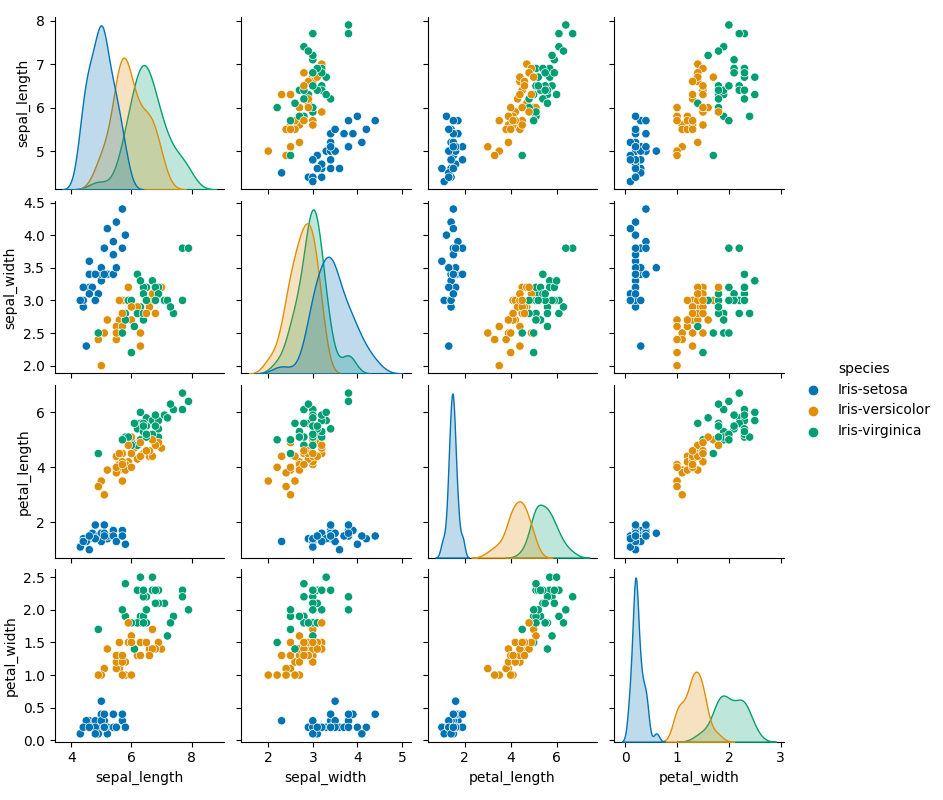 8
7
6
5
sepal_length
4.5
4.0
3.5
3.0
2.5
2.0
sepal_width
species
Iris-setosa
Iris-versicolor
Iris-virginica
6
4
2
petal_length
2.5
2.0
1.5
1.0
0.5
0.0
petal_width
4 6 8 2 3 4 5 2 4 6 0 1 2 3
sepal_length sepal_width petal_length petal_width